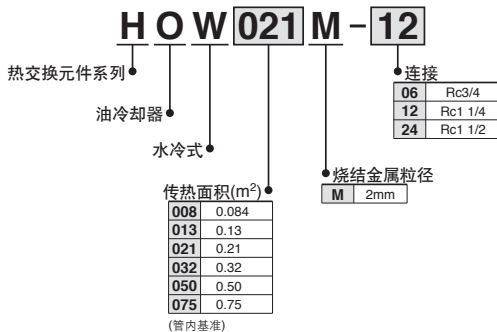 HOW021M-12
热交换元件系列
油冷却器
水冷式
传热面积(m²)
008 0.084
013 0.13
021 0.21
032 0.32
050 0.50
075 0.75
(管内基准)
烧结金属粒径
M 2mm
连接
06 Rc3/4
12 Rc1 1/4
24 Rc1 1/2